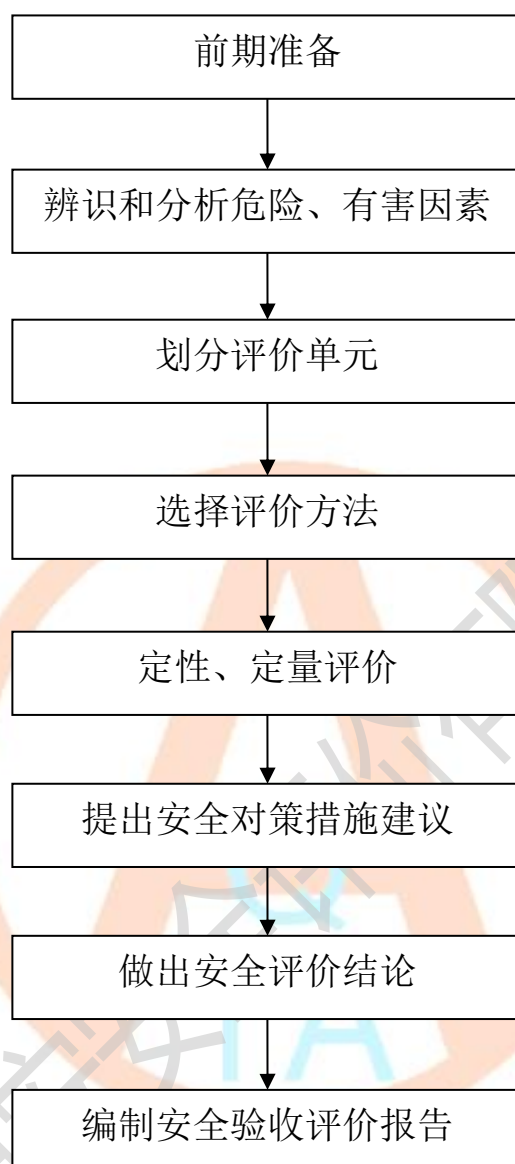 前期准备
辨识和分析危险、有害因素
划分评价单元
选择评价方法
定性、定量评价
提出安全对策措施建议
做出安全评价结论
编制安全验收评价报告